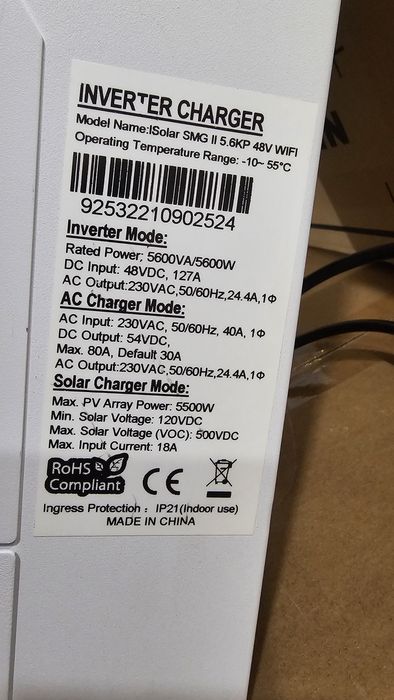 INVERTER CHARGER
Model Name:ISolar SMG II 5.6KP 48V WIFI
Operating Temperature Range: -10~ 55°C
92532210902524
Inverter Mode:
Rated Power: 5600VA/5600W
DC Input: 48VDC, 127A
AC Output:230VAC,50/60Hz,24.4A,1Φ
AC Charger Mode:
AC Input: 230VAC, 50/60Hz, 40A, 1Φ
DC Output: 54VDC,
Max. 80A, Default 30A
AC Output:230VAC,50/60Hz,24.4A,1Φ
Solar Charger Mode:
Max. PV Array Power: 5500W
Min. Solar Voltage: 120VDC
Max. Solar Voltage (VOC): 500VDC
Max. Input Current: 18A
RoHS
Compliant
CE
Ingress Protection : IP21(Indoor use)
MADE IN CHINA